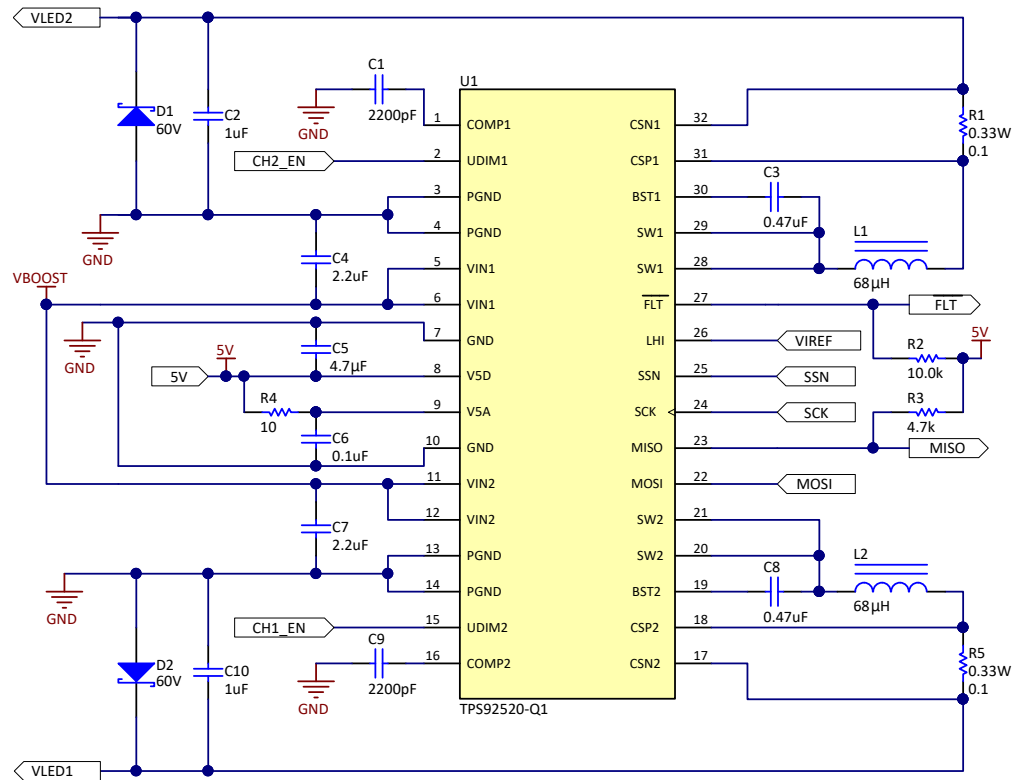 VLED2
D1
60V
C2
1uF
C1
2200pF
GND
U1
R1
0.33W
0.1
1 COMP1 CSN1 32
CH2_EN
2 UDIM1 CSP1 31
3 PGND BST1 30
C3
0.47uF
4 PGND SW1 29
GND
C4
2.2uF
L1
68µH
5 VIN1 SW1 28
VBOOST
6 VIN1 FLT 27
FLT
7 GND LHI 26
VIREF
GND
C5
4.7µF
R2
10.0k
5V
5V
5V
8 V5D SSN 25
SSN
R4
10
9 V5A SCK 24
SCK
R3
4.7k
C6
0.1uF
10 GND MISO 23
MISO
11 VIN2 MOSI 22
MOSI
12 VIN2 SW2 21
C7
2.2uF
13 PGND SW2 20
L2
68µH
14 PGND BST2 19
C8
0.47uF
GND
CH1_EN
15 UDIM2 CSP2 18
16 COMP2 CSN2 17
C9
2200pF
GND
D2
60V
C10
1uF
R5
0.33W
0.1
TPS92520-Q1
VLED1